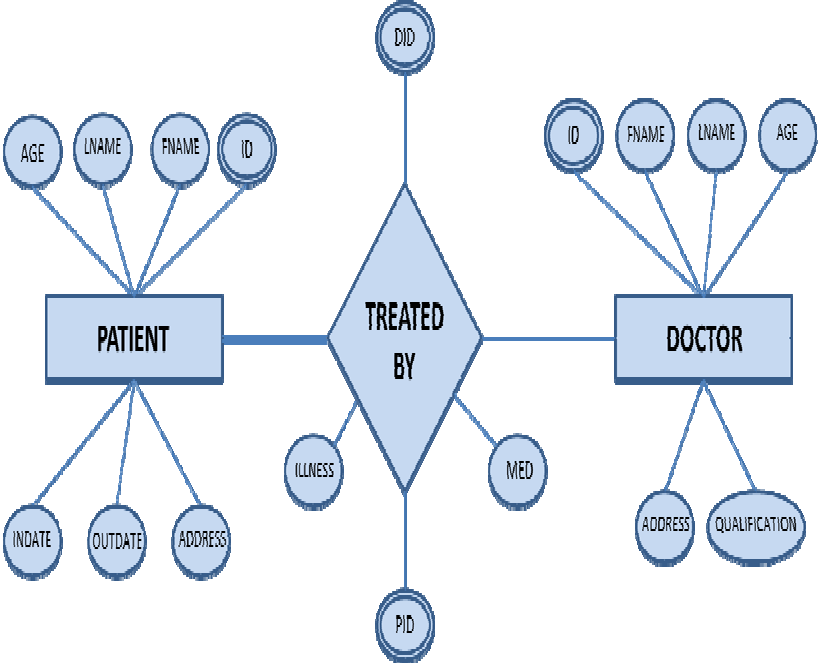 DID
AGE
LNAME
FNAME
ID
ID
FNAME
LNAME
AGE
PATIENT
TREATED
BY
DOCTOR
ILLNESS
MED
INDATE
OUTDATE
ADDRESS
ADDRESS
QUALIFICATION
PID